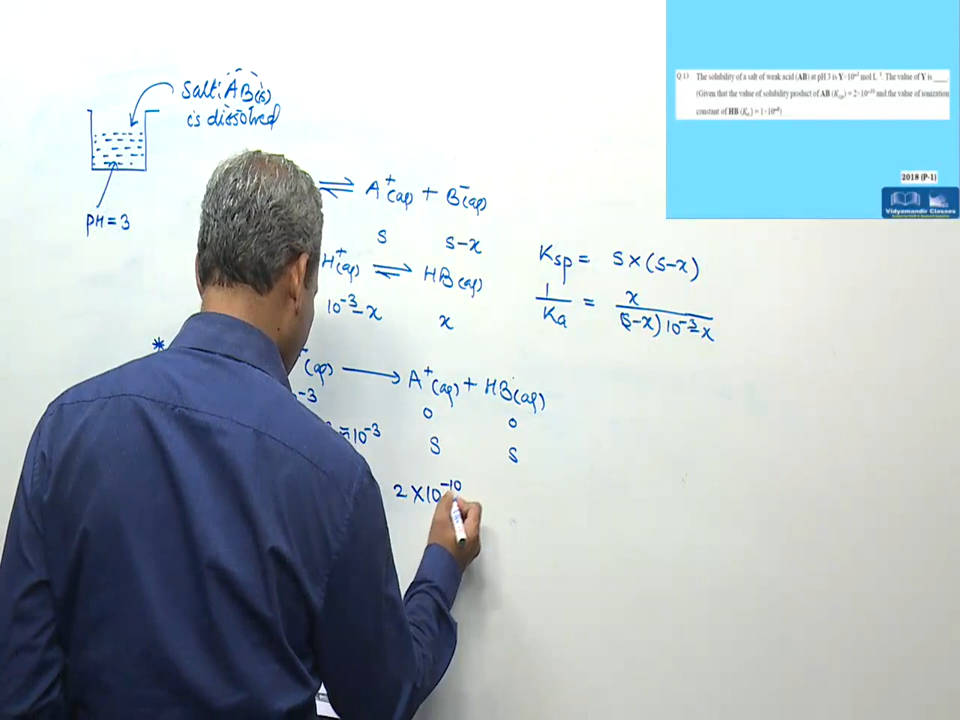 Q.13 The solubility of a salt of weak acid (AB) at pH 3 is Y×10⁻³ mol L⁻¹. The value of Y is ____
(Given that the value of solubility product of AB (Ksp) = 2×10⁻¹⁰ and the value of ionization
constant of HB (Ka) = 1×10⁻⁸)
2018 (P-1)
Vidyamandir Classes
Salt: AB(s)
is dissolved
pH = 3
⇌ A⁺(aq) + B⁻(aq)
S S-x
H⁺(aq) ⇌ HB(aq)
10⁻³-x x
Ksp = S×(S-x)
1/Ka = x/((S-x) 10⁻³-x)
*
(aq) ⟶ A⁺(aq) + HB(aq)
-3 0 0
≈10⁻³ S S
2×10⁻¹⁰